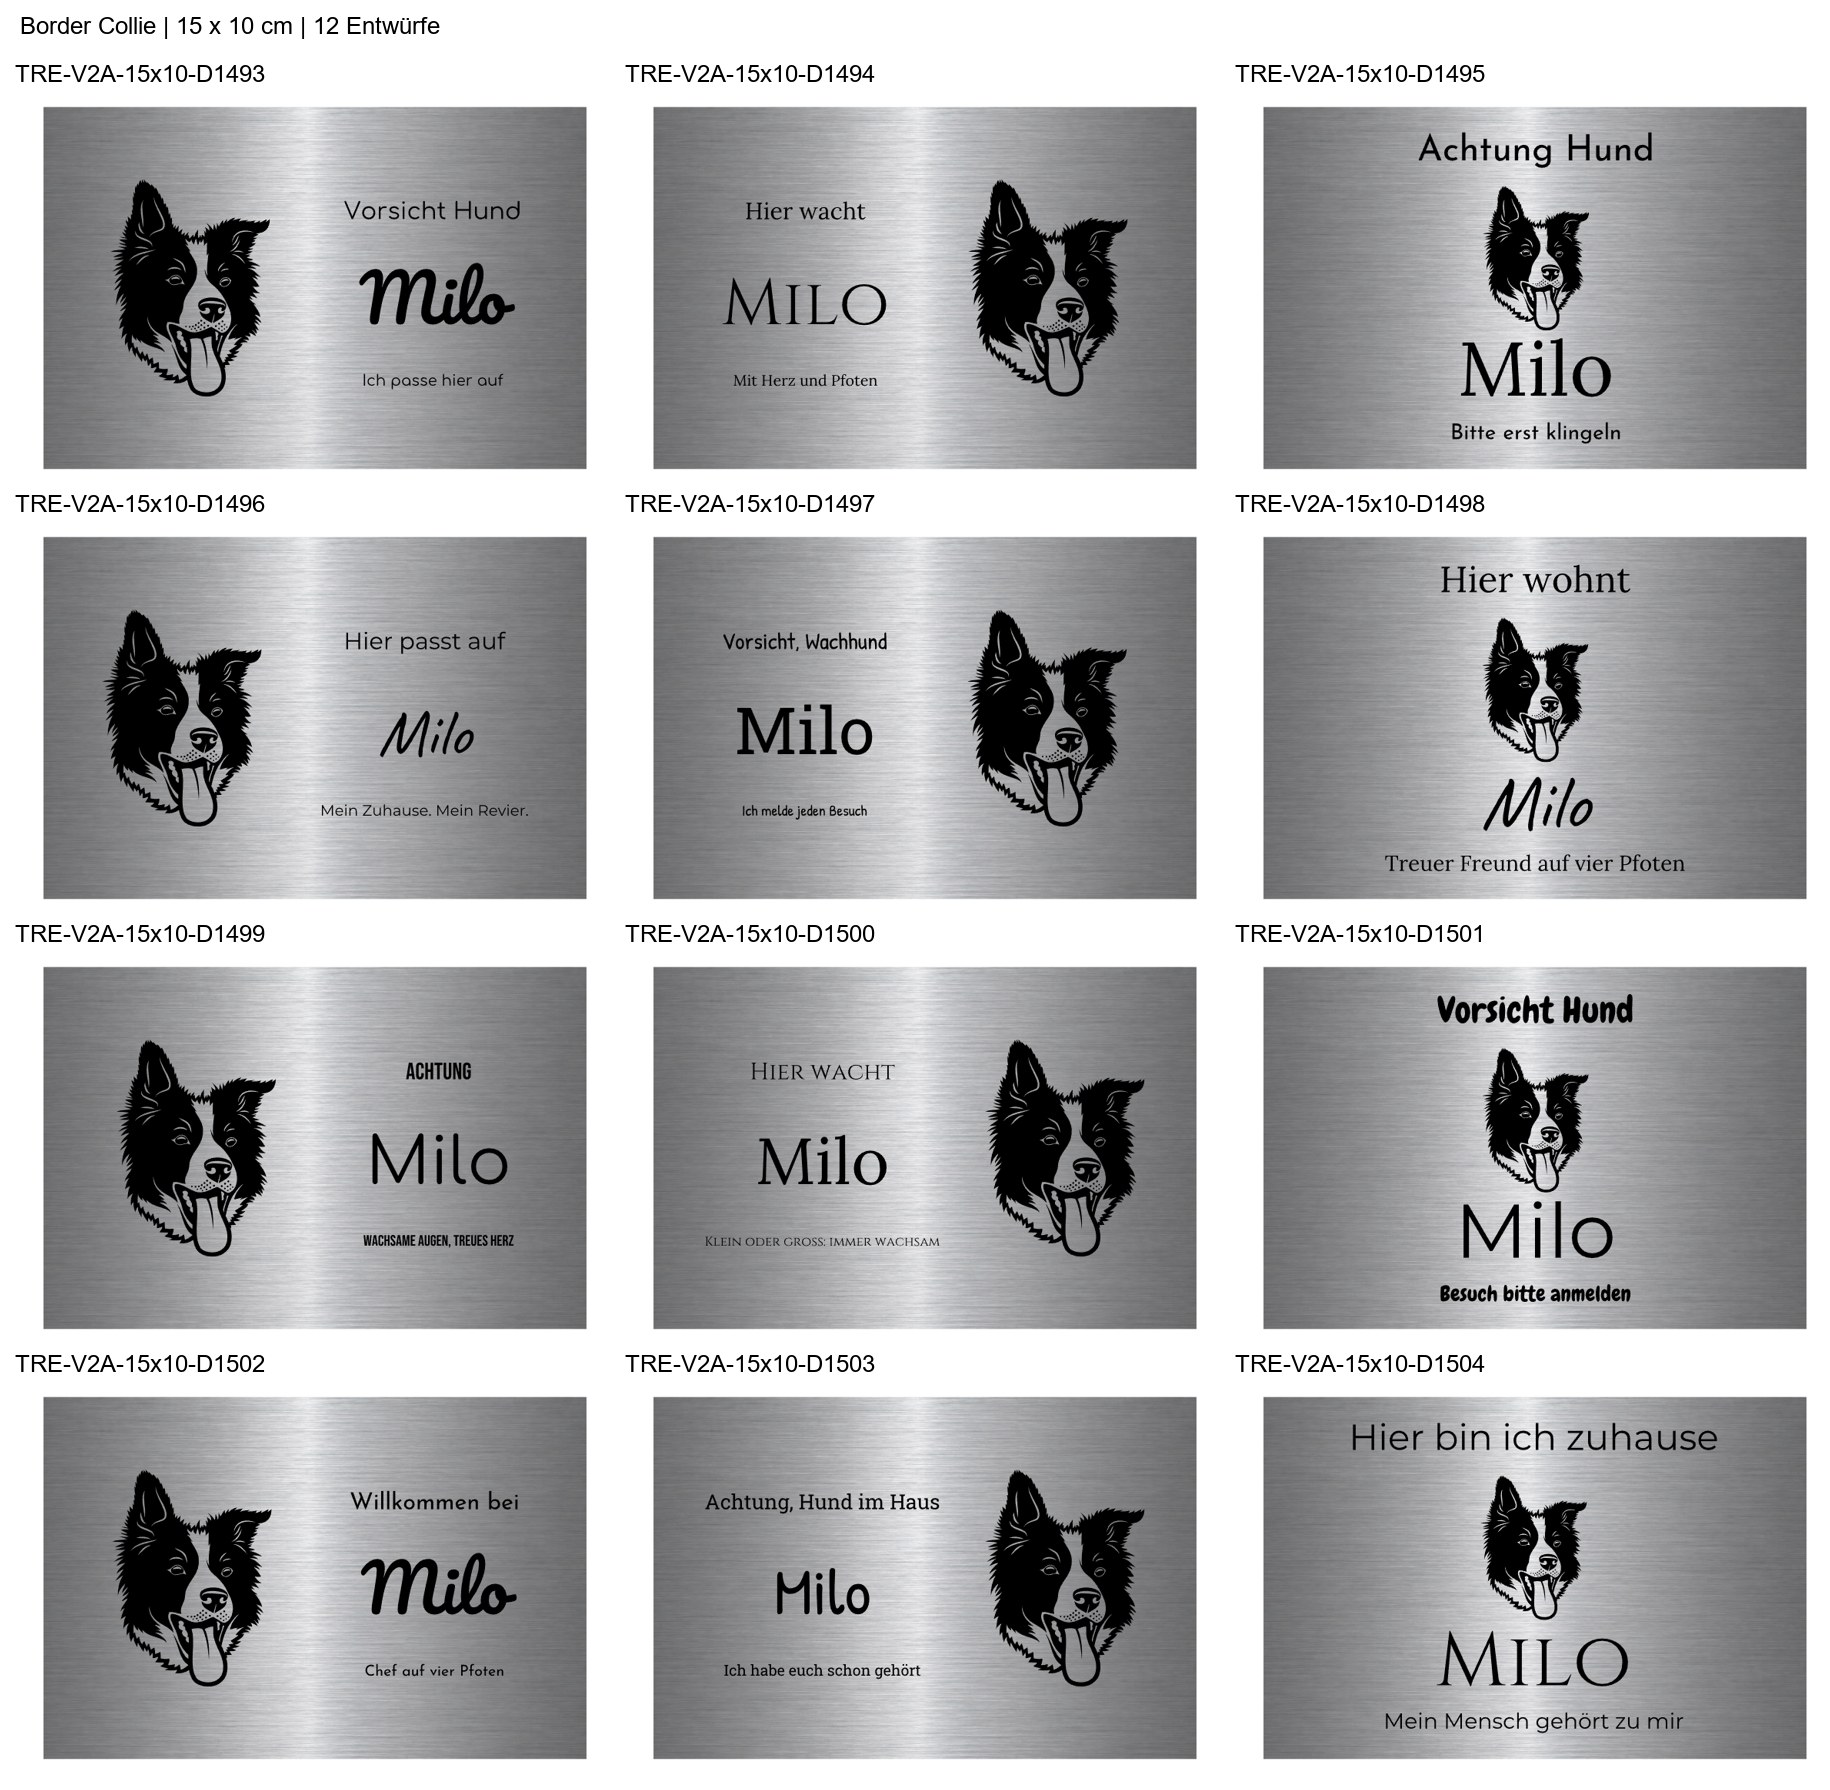 Border Collie | 15 x 10 cm | 12 Entwürfe
TRE-V2A-15x10-D1493
Vorsicht Hund
Milo
Ich passe hier auf
TRE-V2A-15x10-D1494
Hier wacht
MILO
Mit Herz und Pfoten
TRE-V2A-15x10-D1495
Achtung Hund
Milo
Bitte erst klingeln
TRE-V2A-15x10-D1496
Hier passt auf
Milo
Mein Zuhause. Mein Revier.
TRE-V2A-15x10-D1497
Vorsicht, Wachhund
Milo
Ich melde jeden Besuch
TRE-V2A-15x10-D1498
Hier wohnt
Milo
Treuer Freund auf vier Pfoten
TRE-V2A-15x10-D1499
ACHTUNG
Milo
WACHSAME AUGEN, TREUES HERZ
TRE-V2A-15x10-D1500
HIER WACHT
Milo
KLEIN ODER GROSS: IMMER WACHSAM
TRE-V2A-15x10-D1501
Vorsicht Hund
Milo
Besuch bitte anmelden
TRE-V2A-15x10-D1502
Willkommen bei
Milo
Chef auf vier Pfoten
TRE-V2A-15x10-D1503
Achtung, Hund im Haus
Milo
Ich habe euch schon gehört
TRE-V2A-15x10-D1504
Hier bin ich zuhause
MILO
Mein Mensch gehört zu mir